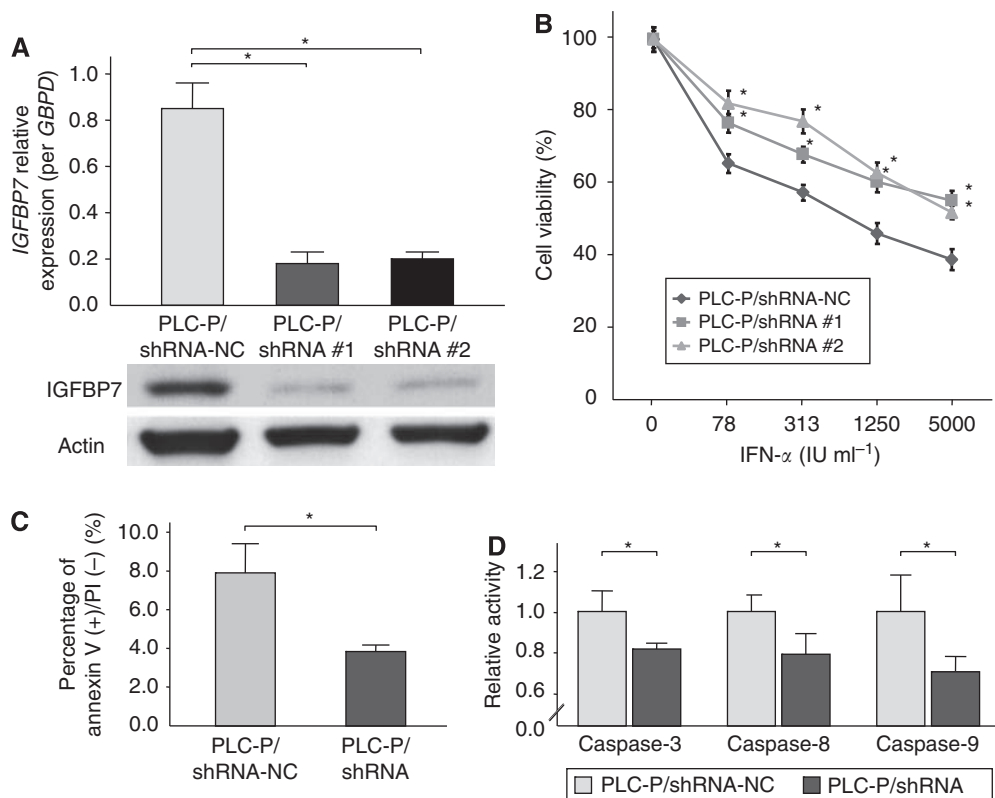 A
*
*
IGFBP7 relative
expression (per GBPD)
1.0
0.8
0.6
0.4
0.2
0.0
PLC-P/
shRNA-NC
PLC-P/
shRNA #1
PLC-P/
shRNA #2
IGFBP7
Actin
B
Cell viability (%)
100
80
60
40
20
0
*
*
*
*
*
*
*
*
PLC-P/shRNA-NC
PLC-P/shRNA #1
PLC-P/shRNA #2
0 78 313 1250 5000
IFN-α (IU ml⁻¹)
C
Percentage of
annexin V (+)/PI (–) (%)
10.0
8.0
6.0
4.0
2.0
0.0
*
PLC-P/
shRNA-NC
PLC-P/
shRNA
D
Relative activity
1.2
1.0
0.8
0.6
0.0
* * *
Caspase-3 Caspase-8 Caspase-9
PLC-P/shRNA-NC PLC-P/shRNA